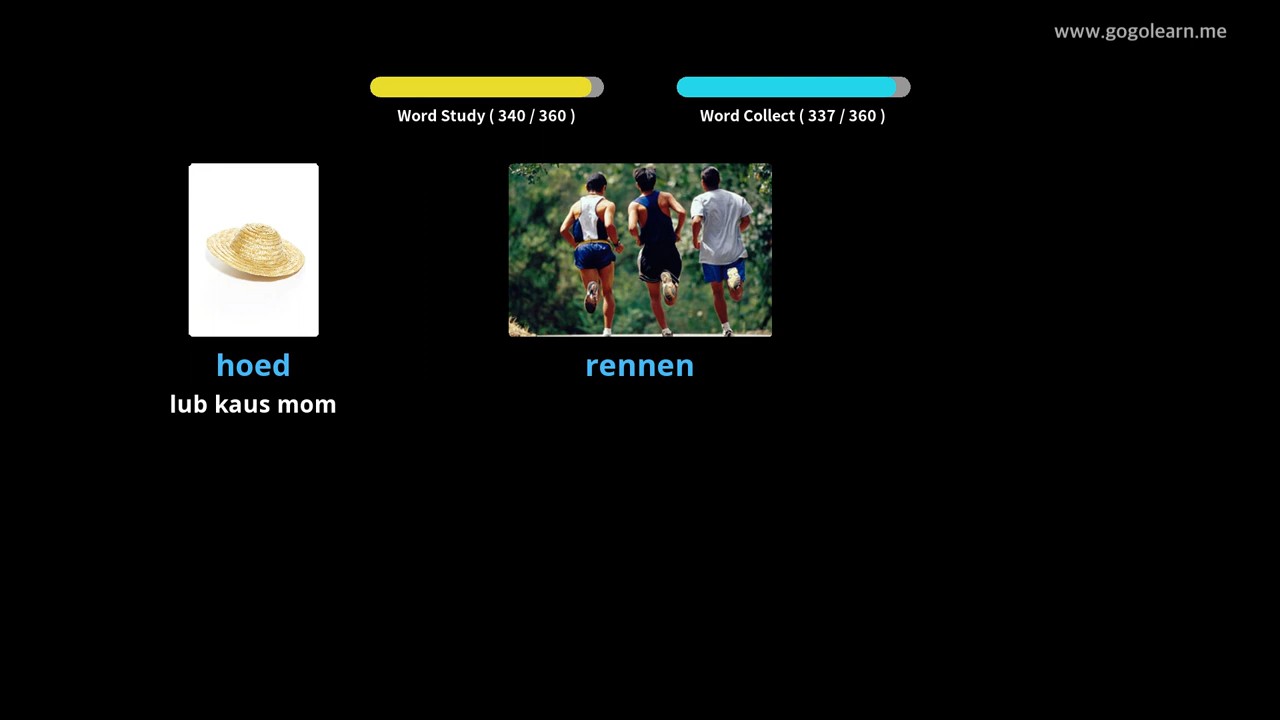 www.gogolearn.me
Word Study ( 340 / 360 )
Word Collect ( 337 / 360 )
hoed
rennen
lub kaus mom